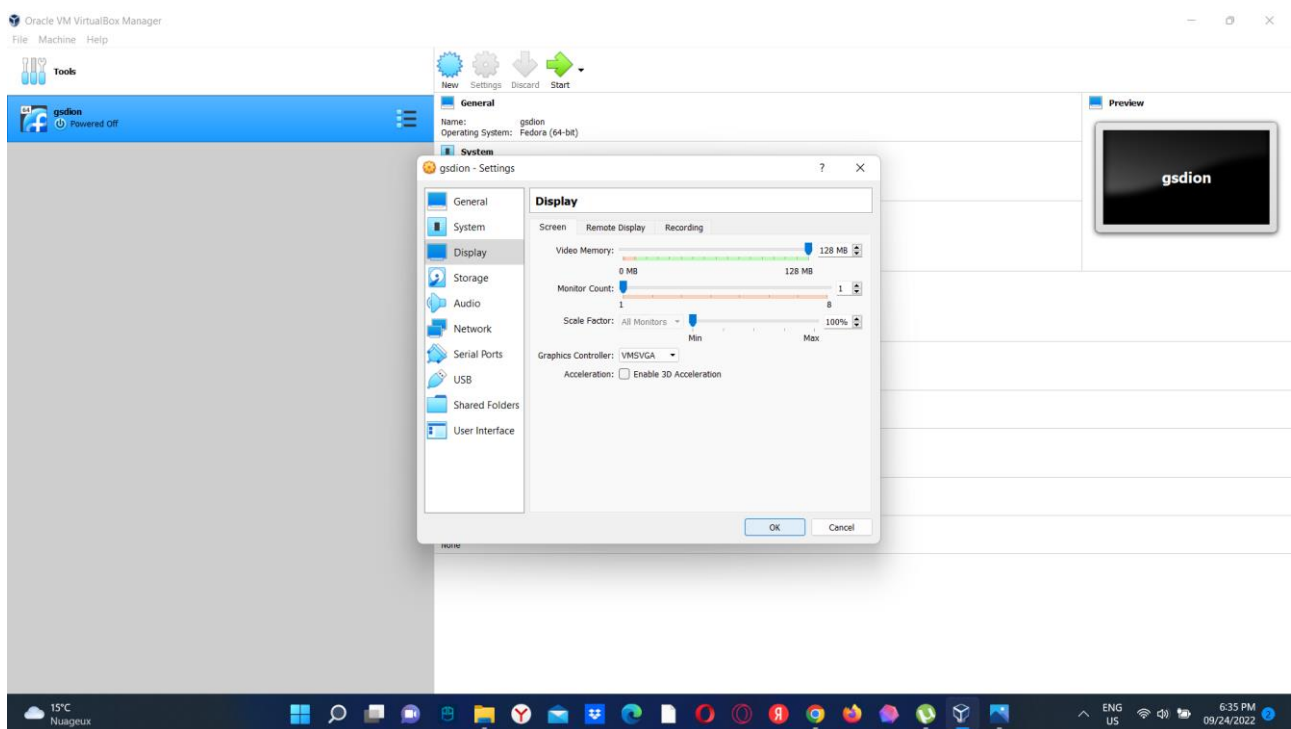 Oracle VM VirtualBox Manager
File Machine Help
Tools
New Settings Discard Start
64
gsdion
Powered Off
General
Name: gsdion
Operating System: Fedora (64-bit)
System
Preview
gsdion
gsdion - Settings
?
General
System
Display
Storage
Audio
Network
Serial Ports
USB
Shared Folders
User Interface
Display
Screen Remote Display Recording
Video Memory: 128 MB
0 MB 128 MB
Monitor Count: 1
1 8
Scale Factor: All Monitors 100%
Min Max
Graphics Controller: VMSVGA
Acceleration: Enable 3D Acceleration
OK Cancel
None
15°C
Nuageux
ENG
US
6:35 PM
09/24/2022
2